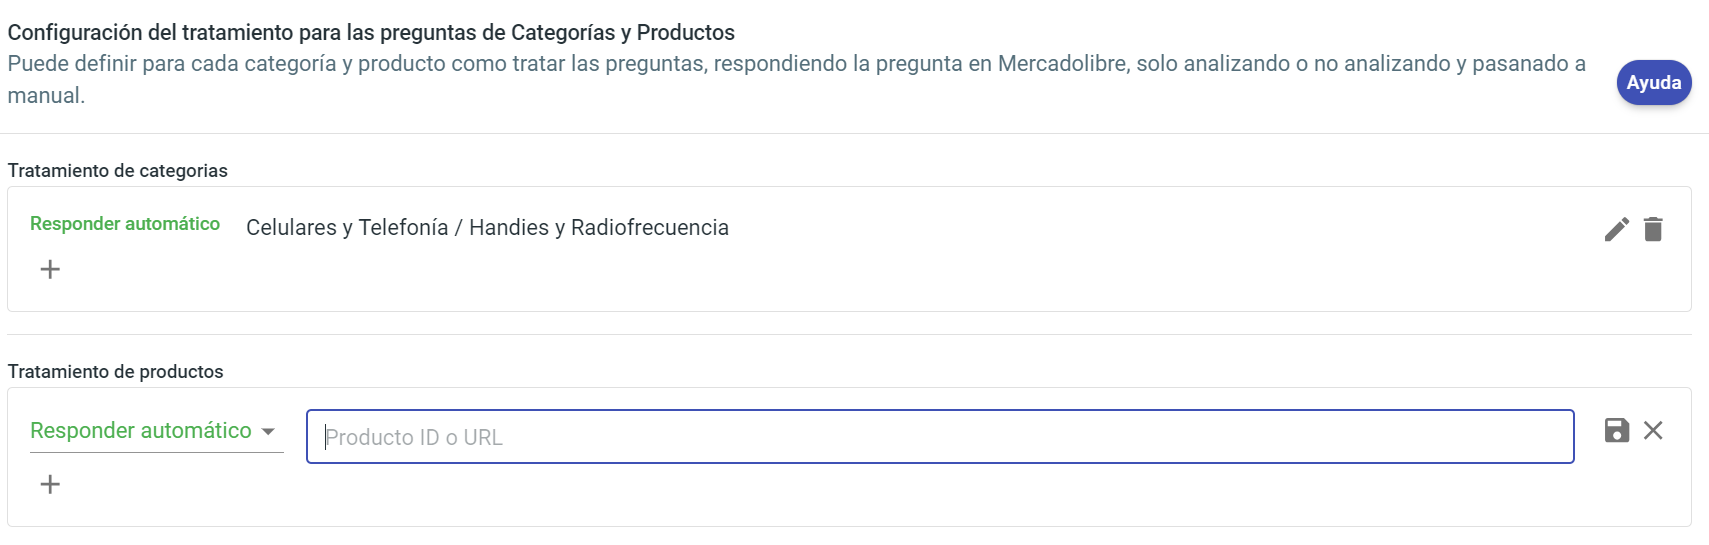 Configuración del tratamiento para las preguntas de Categorías y Productos
Puede definir para cada categoría y producto como tratar las preguntas, respondiendo la pregunta en Mercadolibre, solo analizando o no analizando y pasanado a
manual.
Ayuda
Tratamiento de categorias
Responder automático Celulares y Telefonía / Handies y Radiofrecuencia
Tratamiento de productos
Responder automático Producto ID o URL